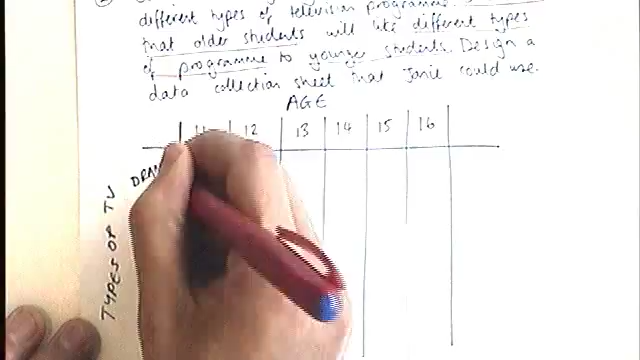 different types of television programme.
that older students will like different types
of programme to younger students. Design a
data collection sheet that Janie could use.
AGE
11 12 13 14 15 16
TYPES OF TV